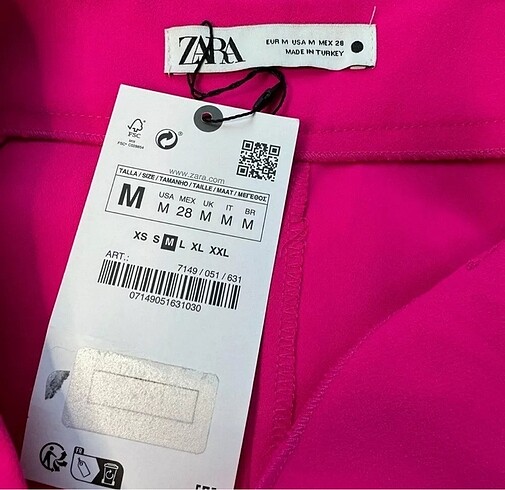 ZARA
EUR M USA M MEX 28
MADE IN TURKEY
FSC
www.zara.com
TALLA / SIZE / TAMANHO / TAILLE / MAAT / ΜΕΓΕΘΟΣ
M
USA MEX UK IT BR
M 28 M M M
XS S M L XL XXL
ART.:
7149 / 051 / 631
07149051631030
FR